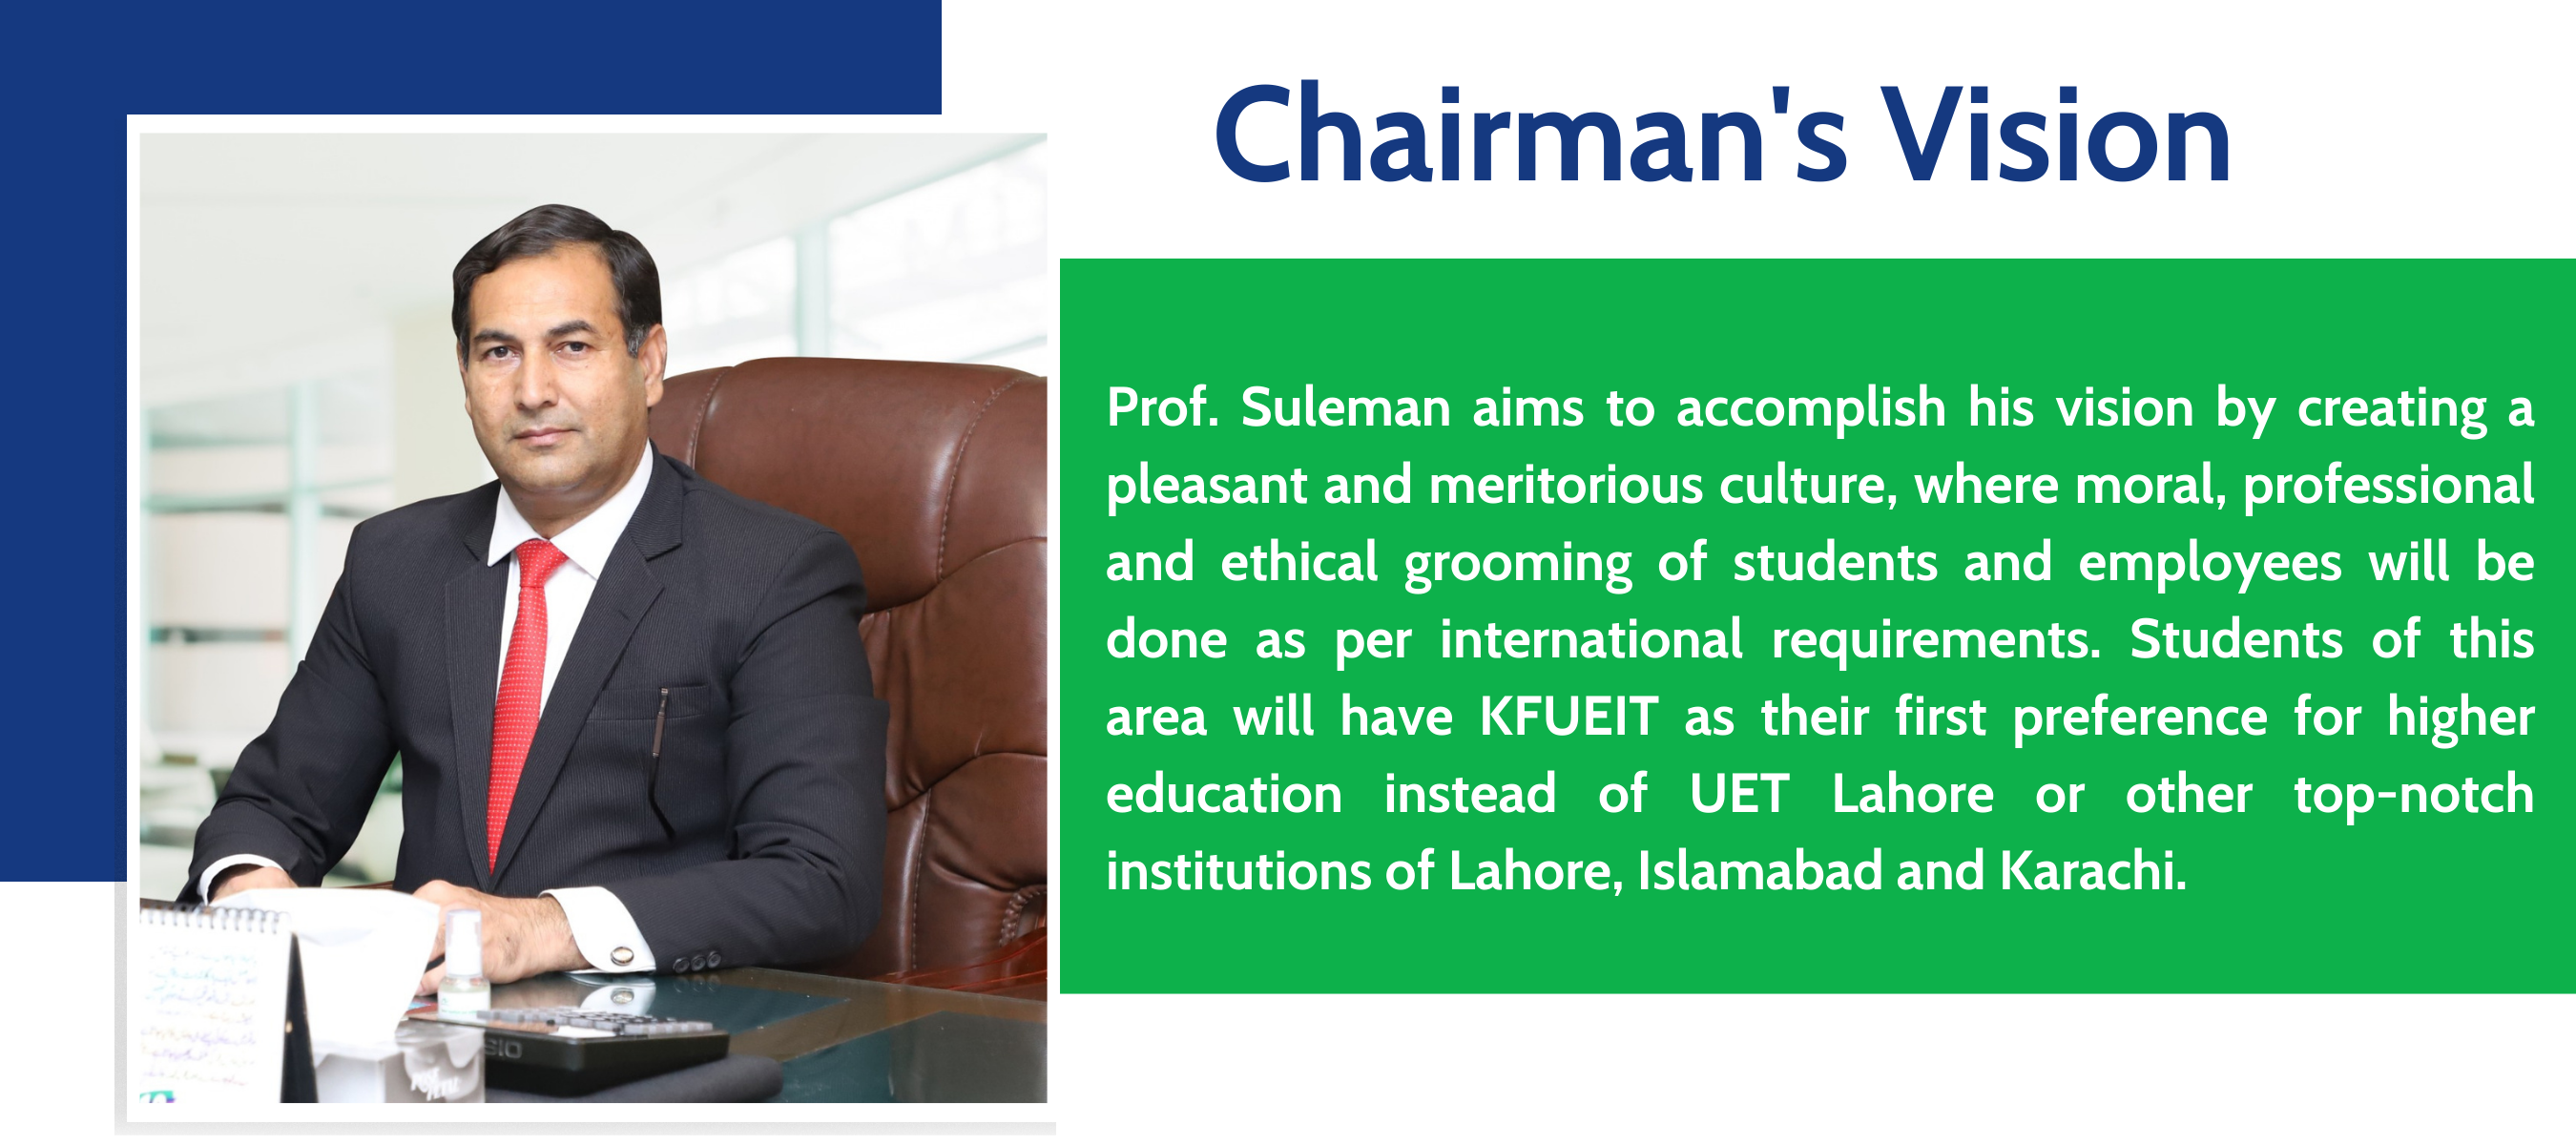 Chairman's Vision
Prof. Suleman aims to accomplish his vision by creating a
pleasant and meritorious culture, where moral, professional
and ethical grooming of students and employees will be
done as per international requirements. Students of this
area will have KFUEIT as their first preference for higher
education instead of UET Lahore or other top-notch
institutions of Lahore, Islamabad and Karachi.